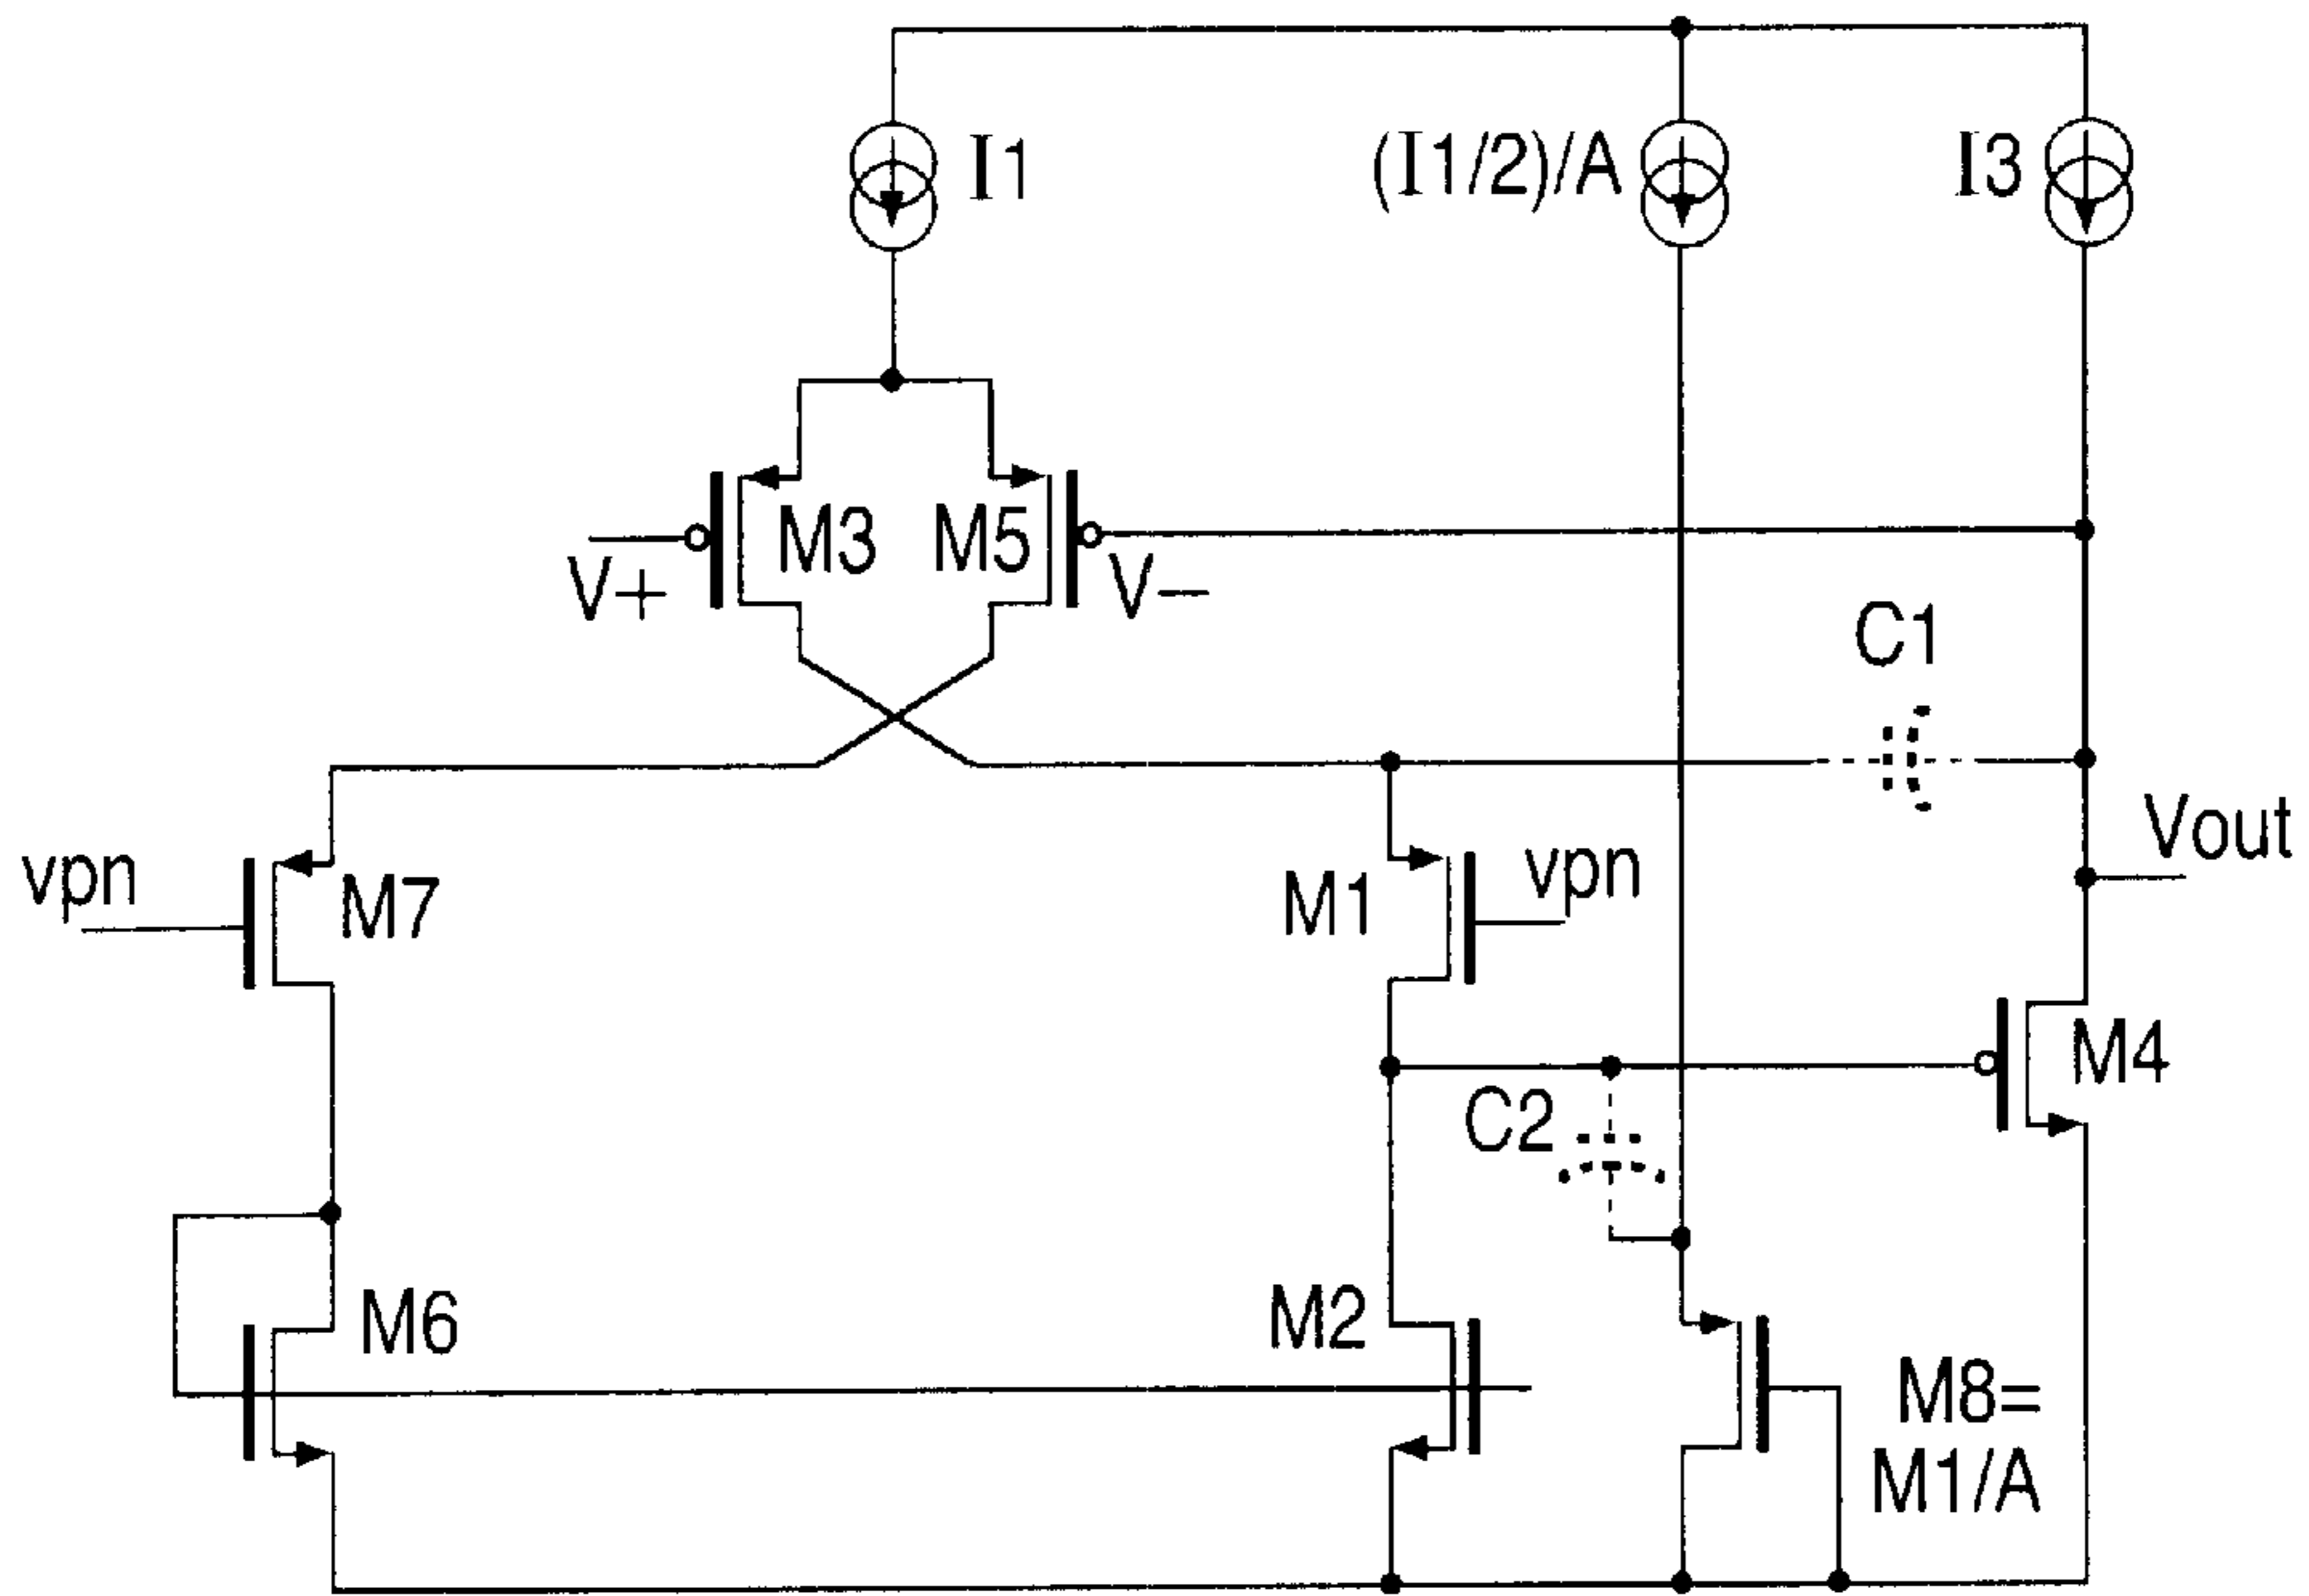 I1
(I1/2)/A
I3
M3
M5
V+
V−
C1
Vout
vpn
M7
M1
vpn
M4
C2
M6
M2
M8=
M1/A